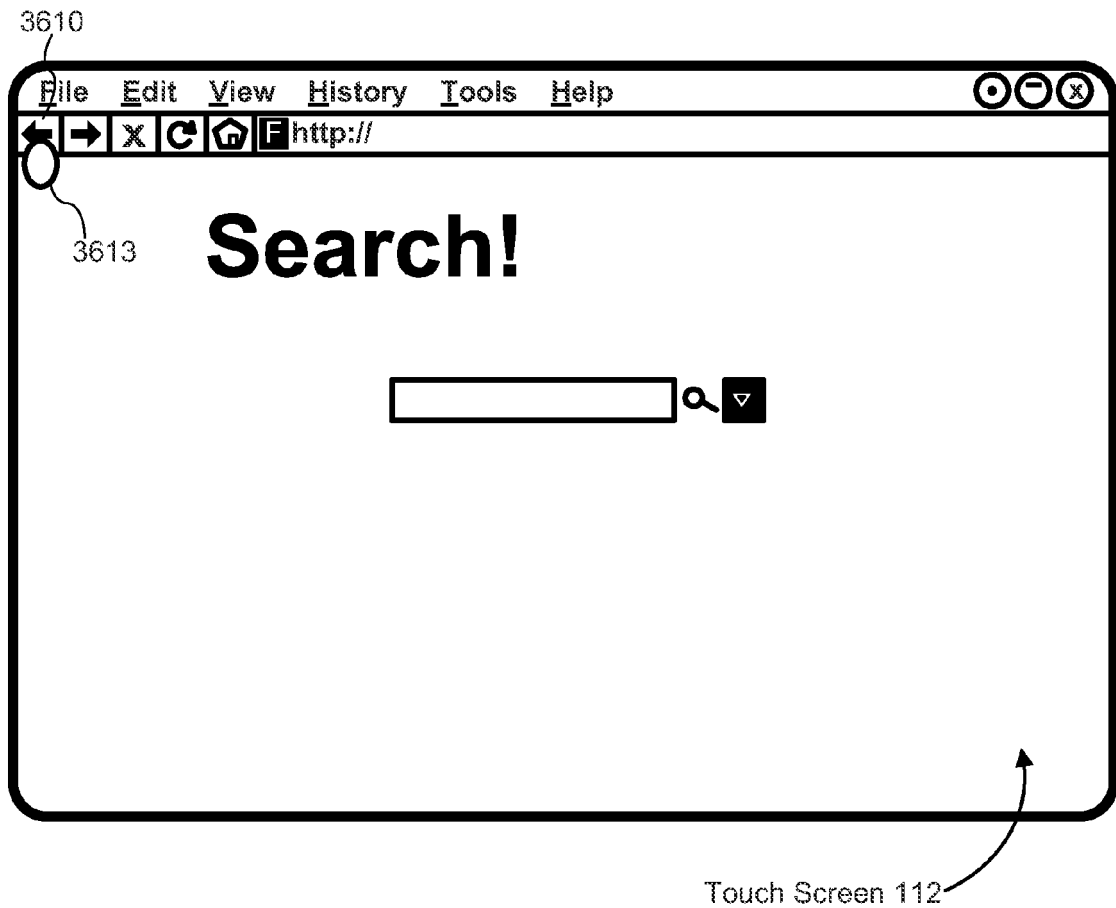 3610
File Edit View History Tools Help x
x F http://
3613
Search!
Touch Screen 112